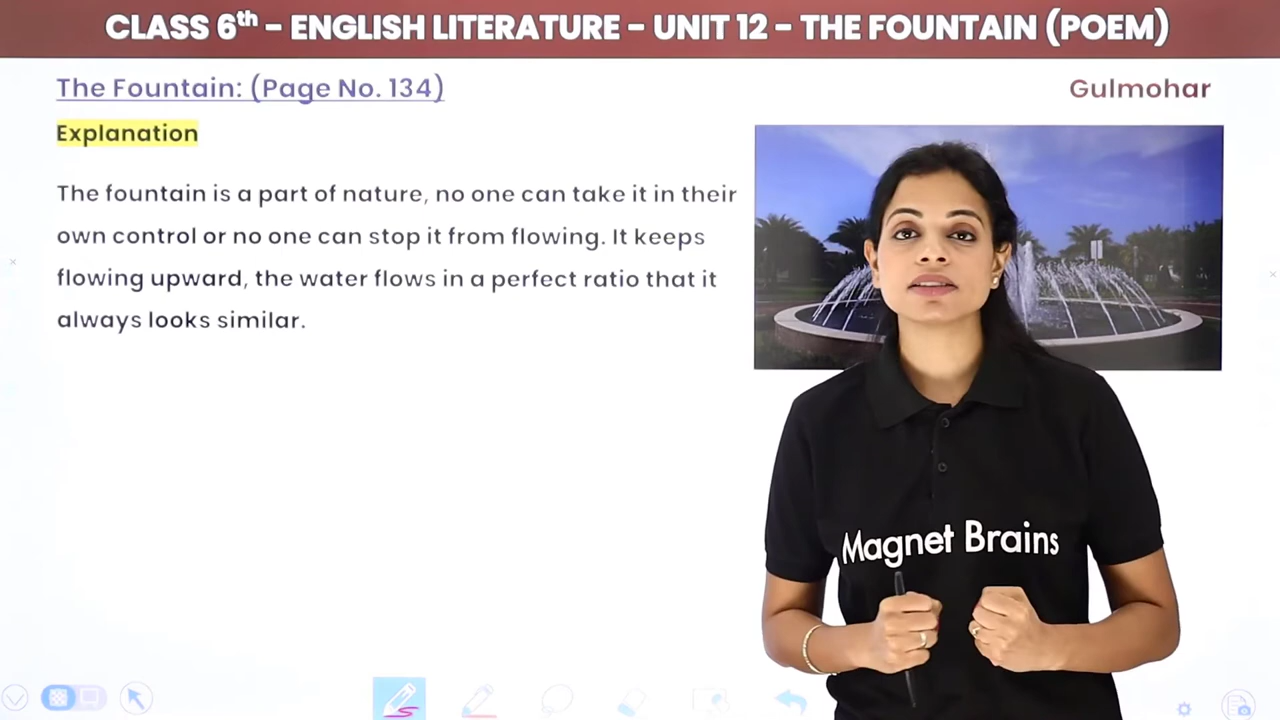 CLASS 6th - ENGLISH LITERATURE - UNIT 12 - THE FOUNTAIN (POEM)
The Fountain: (Page No. 134)
Gulmohar
Explanation
The fountain is a part of nature, no one can take it in their
own control or no one can stop it from flowing. It keeps
flowing upward, the water flows in a perfect ratio that it
always looks similar.
Magnet Brains